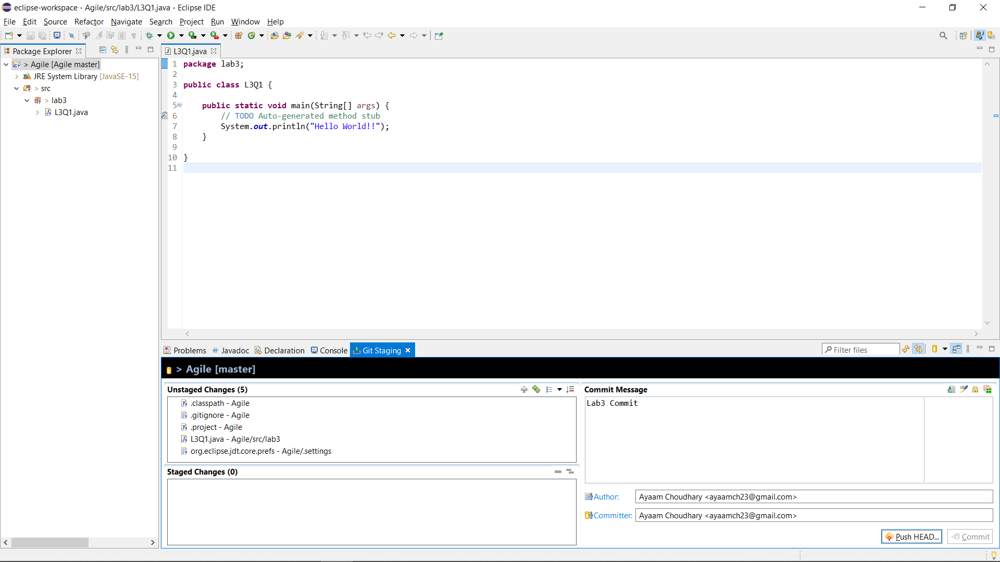 eclipse-workspace - Agile/src/lab3/L3Q1.java - Eclipse IDE
File Edit Source Refactor Navigate Search Project Run Window Help
Package Explorer
> Agile [Agile master]
JRE System Library [JavaSE-15]
> src
> lab3
L3Q1.java
L3Q1.java
1 package lab3;
2
3 public class L3Q1 {
4
5 public static void main(String[] args) {
6 // TODO Auto-generated method stub
7 System.out.println("Hello World!!");
8 }
9
10 }
11
Problems @ Javadoc Declaration Console Git Staging
Filter files
> Agile [master]
Unstaged Changes (5)
.classpath - Agile
.gitignore - Agile
.project - Agile
L3Q1.java - Agile/src/lab3
org.eclipse.jdt.core.prefs - Agile/.settings
Staged Changes (0)
Commit Message
Lab3 Commit
Author: Ayaam Choudhary <ayaamch23@gmail.com>
Committer: Ayaam Choudhary <ayaamch23@gmail.com>
Push HEAD... Commit